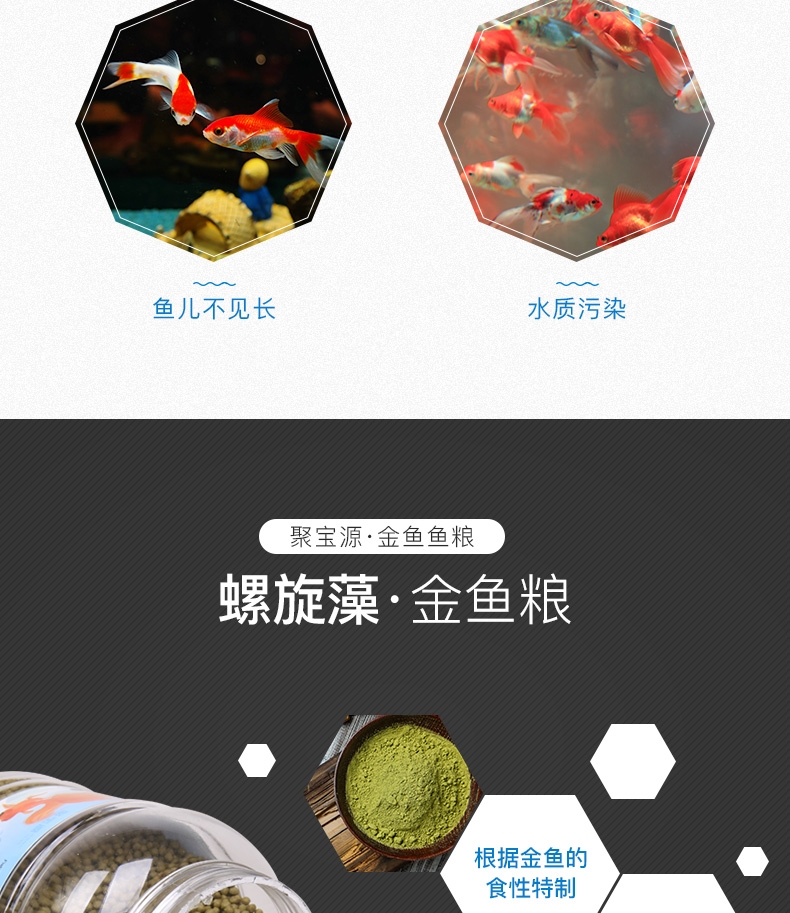 鱼儿不见长
水质污染
聚宝源·金鱼鱼粮
螺旋藻·金鱼粮
根据金鱼的
食性特制